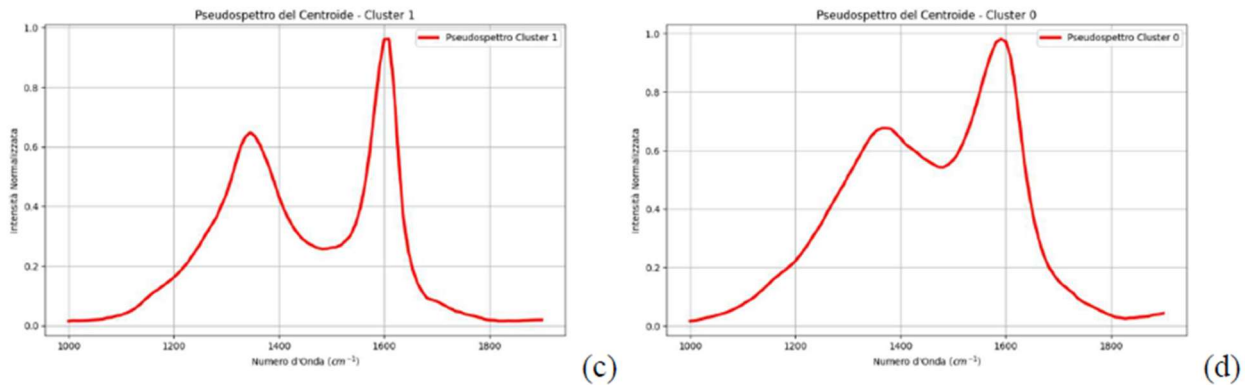 Pseudospettro del Centroide - Cluster 1
Pseudospettro Cluster 1
Intensità Normalizzata
1.0
0.8
0.6
0.4
0.2
0.0
1000 1200 1400 1600 1800
Numero d'Onda (cm⁻¹)
(c)
Pseudospettro del Centroide - Cluster 0
Pseudospettro Cluster 0
Intensità Normalizzata
1.0
0.8
0.6
0.4
0.2
0.0
1000 1200 1400 1600 1800
Numero d'Onda (cm⁻¹)
(d)